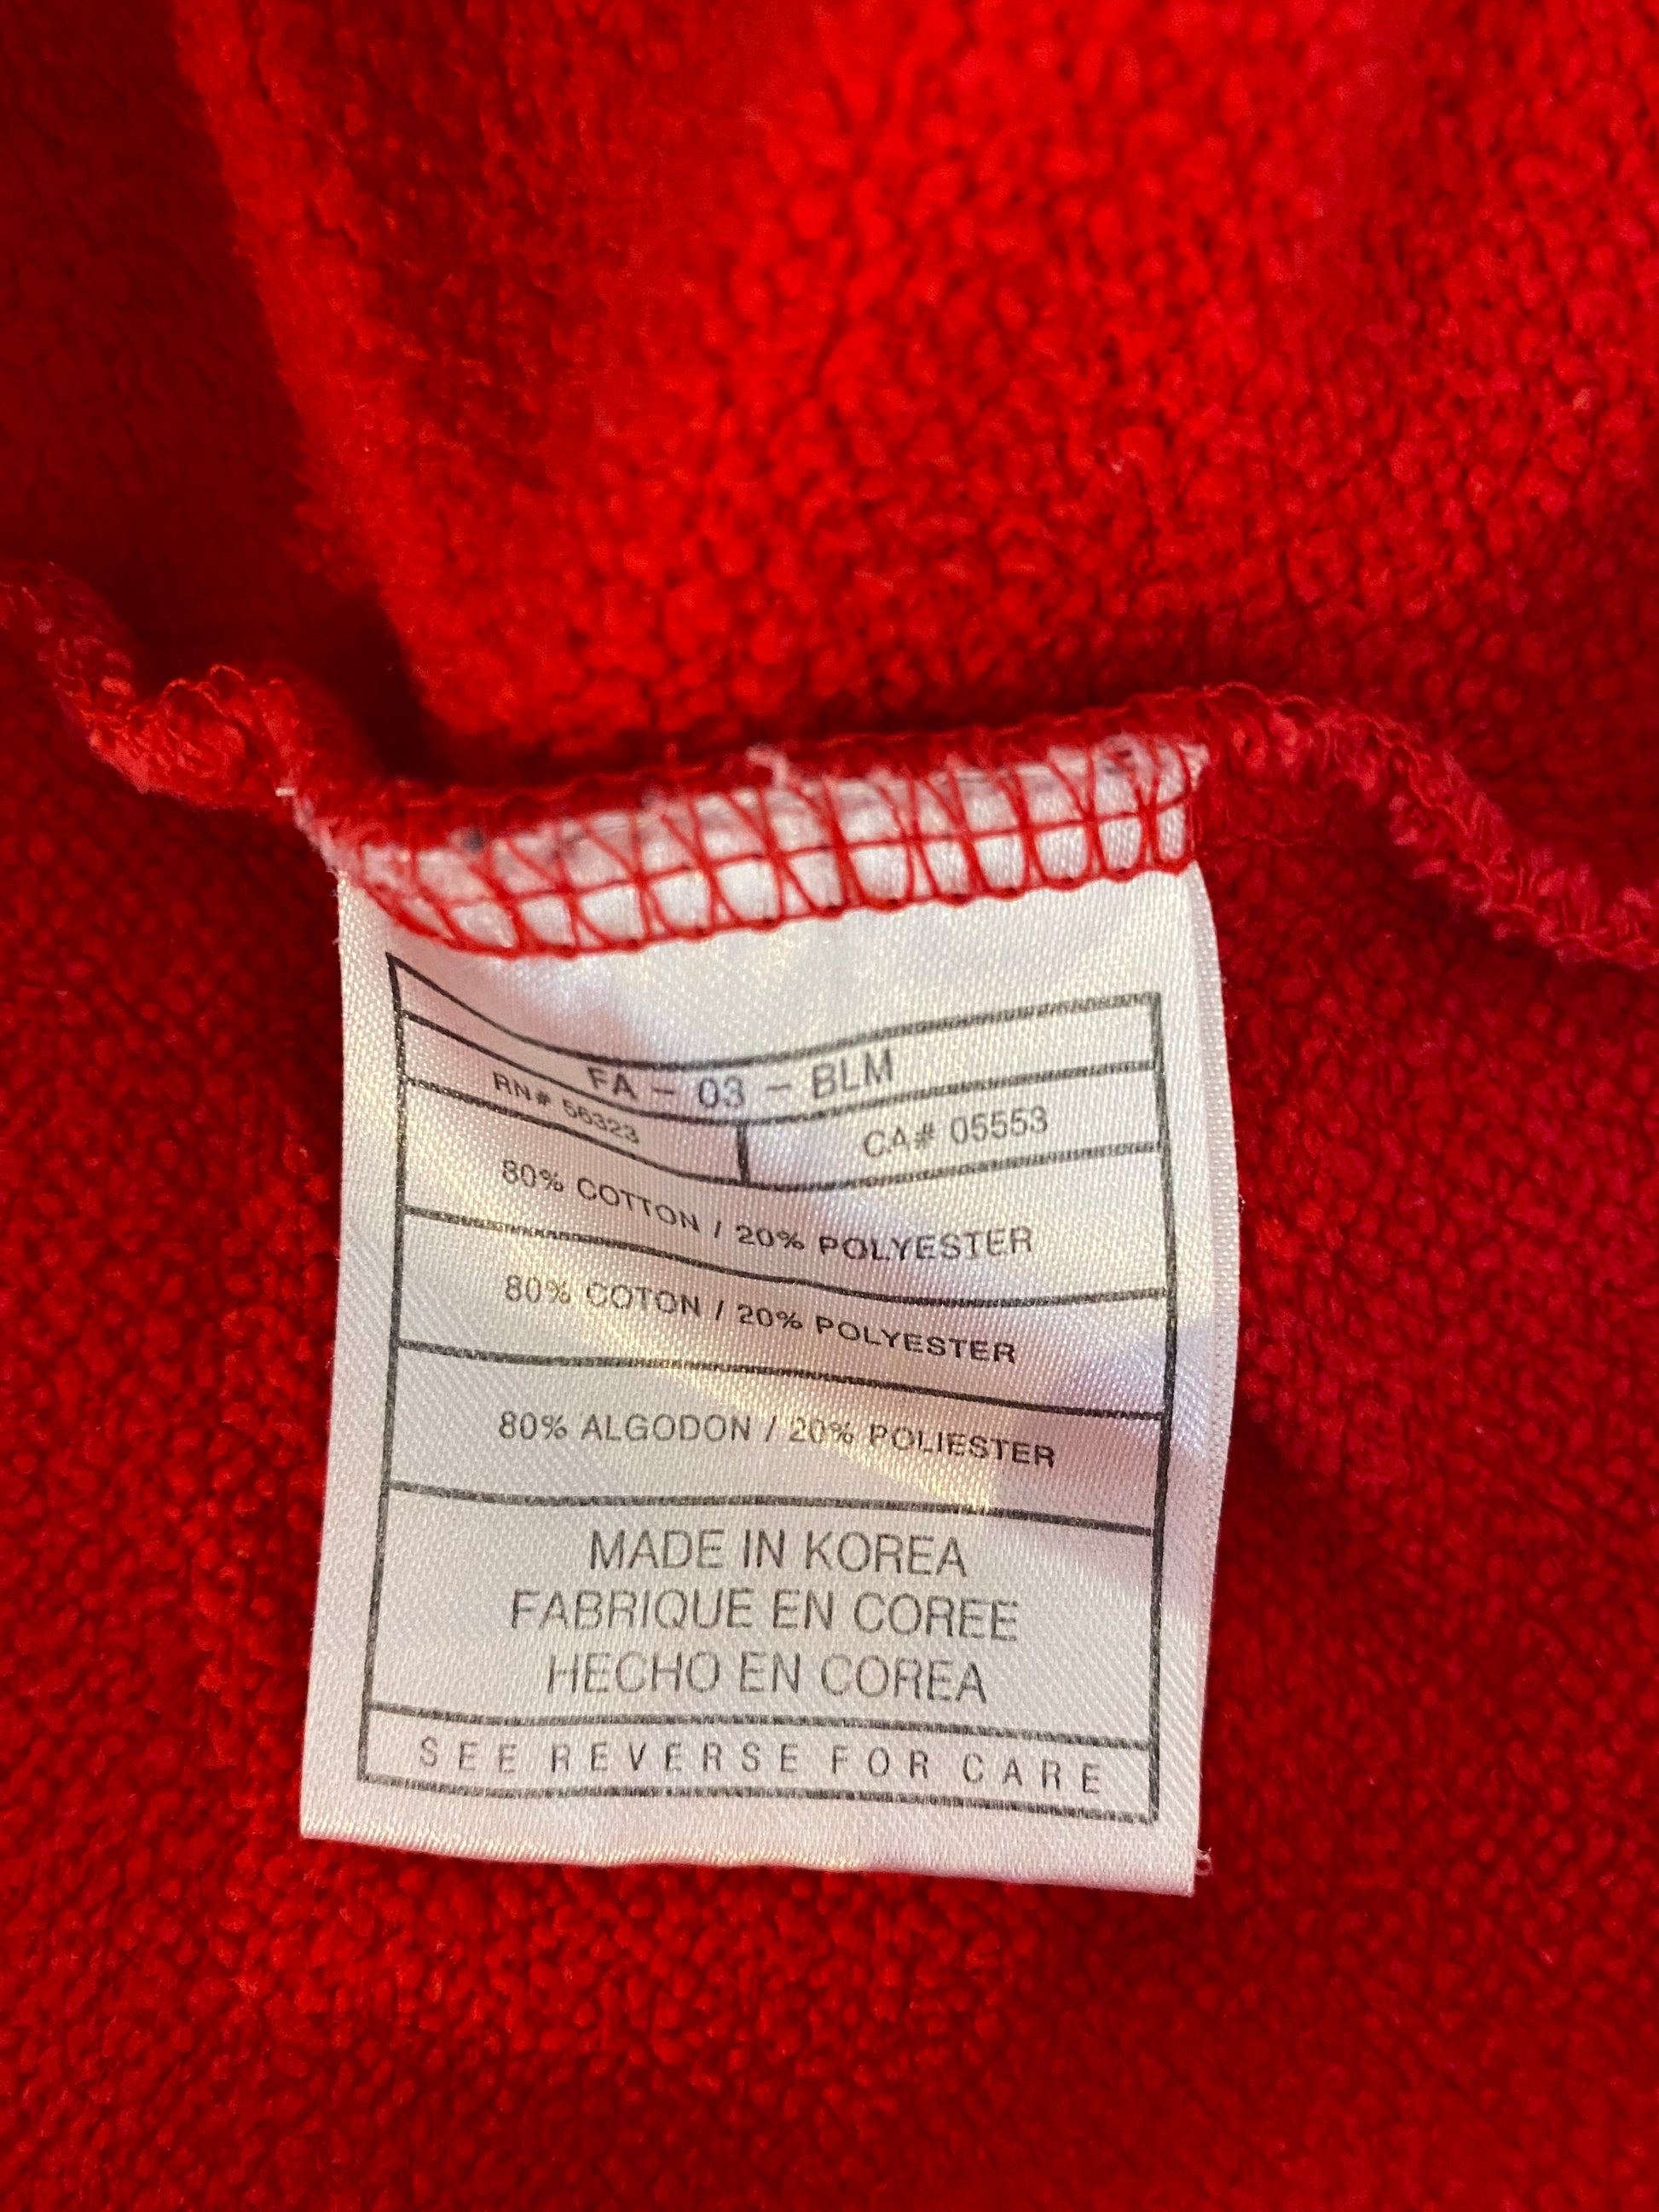 FA - 03 - BLM
RN# 56323 CA# 05553
80% COTTON / 20% POLYESTER
80% COTON / 20% POLYESTER
80% ALGODON / 20% POLIESTER
MADE IN KOREA
FABRIQUE EN COREE
HECHO EN COREA
SEE REVERSE FOR CARE